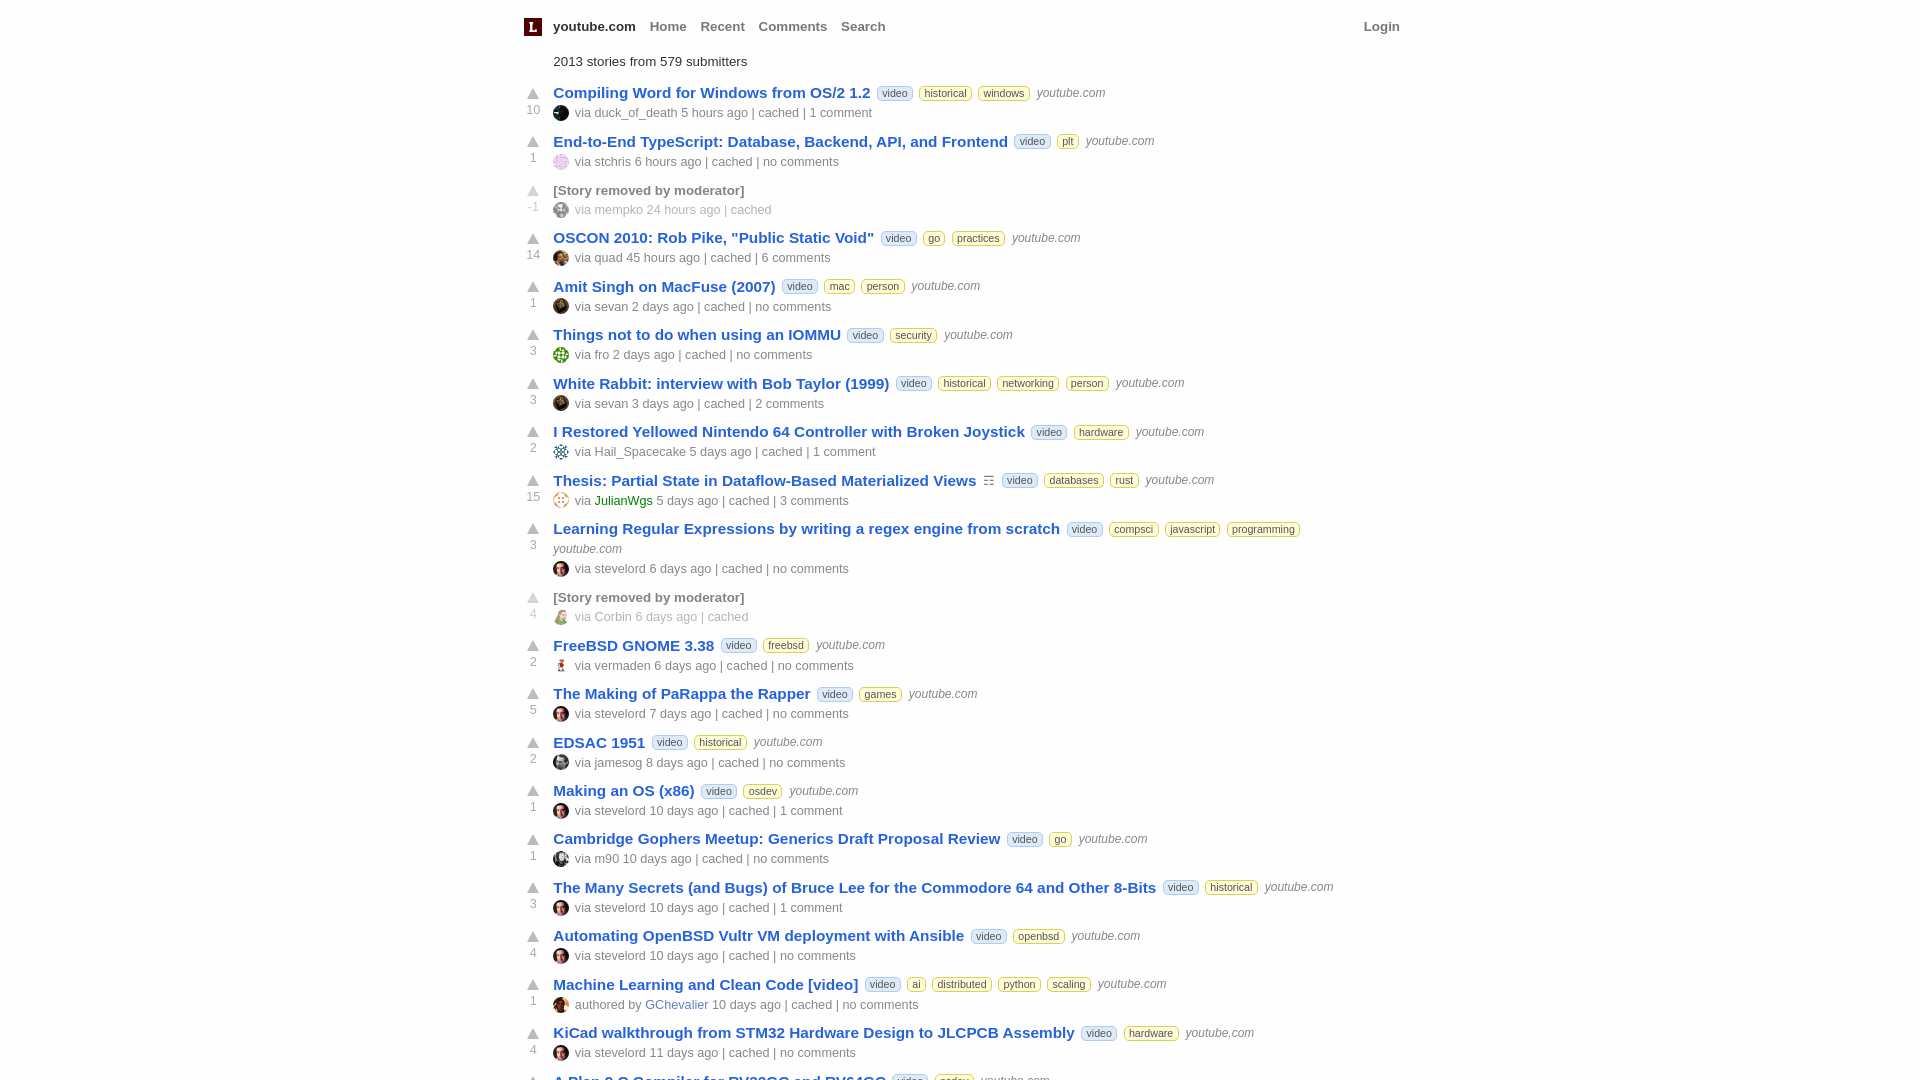 L youtube.com Home Recent Comments Search Login
2013 stories from 579 submitters
Compiling Word for Windows from OS/2 1.2 video historical windows youtube.com
10 via duck_of_death 5 hours ago | cached | 1 comment
End-to-End TypeScript: Database, Backend, API, and Frontend video plt youtube.com
1 via stchris 6 hours ago | cached | no comments
[Story removed by moderator]
-1 via mempko 24 hours ago | cached
OSCON 2010: Rob Pike, "Public Static Void" video go practices youtube.com
14 via quad 45 hours ago | cached | 6 comments
Amit Singh on MacFuse (2007) video mac person youtube.com
1 via sevan 2 days ago | cached | no comments
Things not to do when using an IOMMU video security youtube.com
3 via fro 2 days ago | cached | no comments
White Rabbit: interview with Bob Taylor (1999) video historical networking person youtube.com
3 via sevan 3 days ago | cached | 2 comments
I Restored Yellowed Nintendo 64 Controller with Broken Joystick video hardware youtube.com
2 via Hail_Spacecake 5 days ago | cached | 1 comment
Thesis: Partial State in Dataflow-Based Materialized Views ☶ video databases rust youtube.com
15 via JulianWgs 5 days ago | cached | 3 comments
Learning Regular Expressions by writing a regex engine from scratch video compsci javascript programming
3 youtube.com
via stevelord 6 days ago | cached | no comments
[Story removed by moderator]
4 via Corbin 6 days ago | cached
FreeBSD GNOME 3.38 video freebsd youtube.com
2 via vermaden 6 days ago | cached | no comments
The Making of PaRappa the Rapper video games youtube.com
5 via stevelord 7 days ago | cached | no comments
EDSAC 1951 video historical youtube.com
2 via jamesog 8 days ago | cached | no comments
Making an OS (x86) video osdev youtube.com
1 via stevelord 10 days ago | cached | 1 comment
Cambridge Gophers Meetup: Generics Draft Proposal Review video go youtube.com
1 via m90 10 days ago | cached | no comments
The Many Secrets (and Bugs) of Bruce Lee for the Commodore 64 and Other 8-Bits video historical youtube.com
3 via stevelord 10 days ago | cached | 1 comment
Automating OpenBSD Vultr VM deployment with Ansible video openbsd youtube.com
4 via stevelord 10 days ago | cached | no comments
Machine Learning and Clean Code [video] video ai distributed python scaling youtube.com
1 authored by GChevalier 10 days ago | cached | no comments
KiCad walkthrough from STM32 Hardware Design to JLCPCB Assembly video hardware youtube.com
4 via stevelord 11 days ago | cached | no comments
A Plan 9 C Compiler for RV32GC and RV64GC video osdev youtube.com